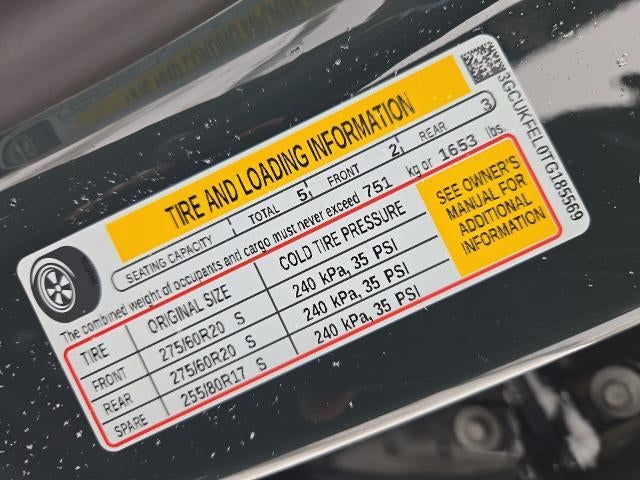 TIRE AND LOADING INFORMATION
SEATING CAPACITY TOTAL 5 FRONT 2 REAR 3
The combined weight of occupants and cargo must never exceed 751 kg or 1653 lbs.
TIRE ORIGINAL SIZE COLD TIRE PRESSURE
FRONT 275/60R20 S 240 kPa, 35 PSI
REAR 275/60R20 S 240 kPa, 35 PSI
SPARE 255/80R17 S 240 kPa, 35 PSI
SEE OWNER'S
MANUAL FOR
ADDITIONAL
INFORMATION
3GCUKFEL0TG185569